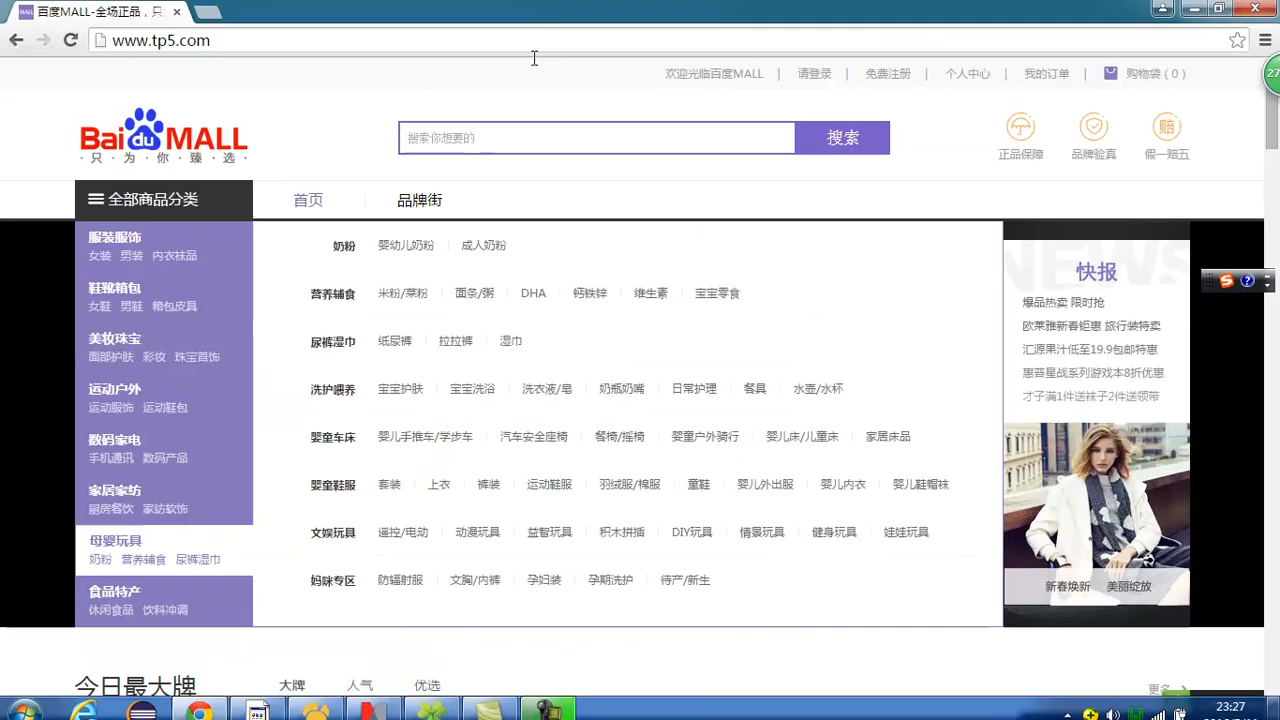 百度MALL-全场正品，只
www.tp5.com
27
欢迎光临百度MALL | 请登录 | 免费注册 | 个人中心 | 我的订单 | 购物袋 ( 0 )
Bai du MALL
·只·为·你·臻·选·
搜索你想要的 搜索
正品保障 品牌验真 假一赔五
赔
全部商品分类 首页 品牌街
服装服饰
女装 男装 内衣袜品
鞋靴箱包
女鞋 男鞋 箱包皮具
美妆珠宝
面部护肤 彩妆 珠宝首饰
运动户外
运动服饰 运动鞋包
数码家电
手机通讯 数码产品
家居家纺
厨房餐饮 家纺软饰
母婴玩具
奶粉 营养辅食 尿裤湿巾
食品特产
休闲食品 饮料冲调
奶粉 婴幼儿奶粉 成人奶粉
营养辅食 米粉/菜粉 面条/粥 DHA 钙铁锌 维生素 宝宝零食
尿裤湿巾 纸尿裤 拉拉裤 湿巾
洗护喂养 宝宝护肤 宝宝洗浴 洗衣液/皂 奶瓶奶嘴 日常护理 餐具 水壶/水杯
婴童车床 婴儿手推车/学步车 汽车安全座椅 餐椅/摇椅 婴童户外骑行 婴儿床/儿童床 家居床品
婴童鞋服 套装 上衣 裤装 运动鞋服 羽绒服/棉服 童鞋 婴儿外出服 婴儿内衣 婴儿鞋帽袜
文娱玩具 遥控/电动 动漫玩具 益智玩具 积木拼插 DIY玩具 情景玩具 健身玩具 娃娃玩具
妈咪专区 防辐射服 文胸/内裤 孕妇装 孕期洗护 待产/新生
NEWS
快报
爆品热卖 限时抢
欧莱雅新春钜惠 旅行装特卖
汇源果汁低至19.9包邮特惠
惠普星战系列游戏本8折优惠
才子满1件送袜子2件送领带
新春焕新 美丽绽放
今日最大牌 大牌 人气 优选 更多
23:27